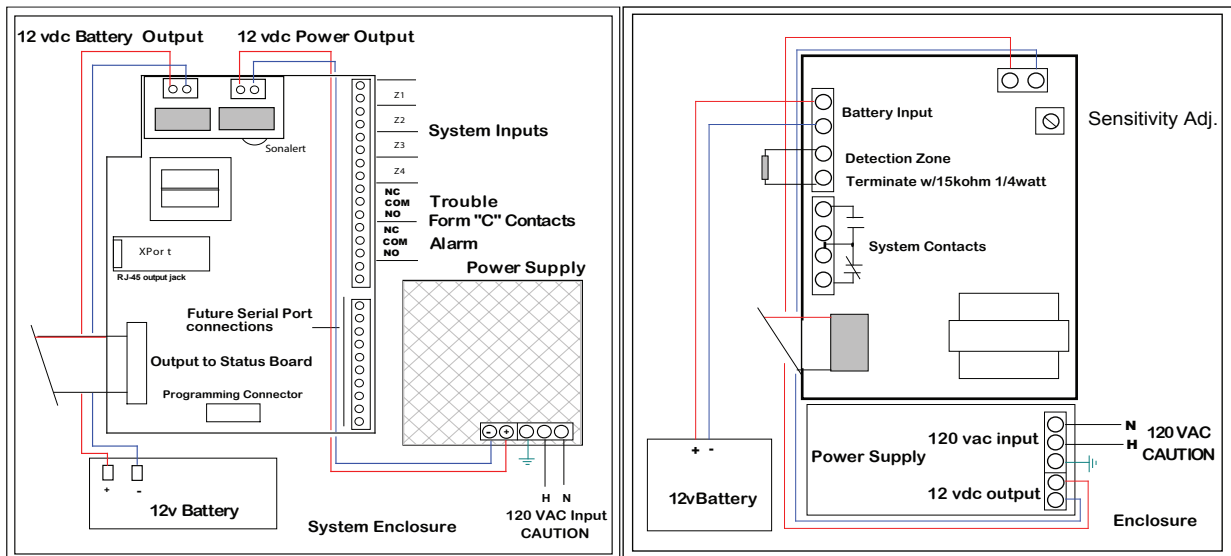 12 vdc Battery Output
12 vdc Power Output
Z1
Z2
System Inputs
Z3
Sonalert
Z4
NC
COM
NO
Trouble
Form "C" Contacts
NC
COM
NO
Alarm
XPor t
RJ-45 output jack
Power Supply
Future Serial Port
connections
Output to Status Board
Programming Connector
- +
+ -
12v Battery
H N
System Enclosure
120 VAC Input
CAUTION
Battery Input
Sensitivity Adj.
Detection Zone
Terminate w/15kohm 1/4watt
System Contacts
+ -
12vBattery
Power Supply
120 vac input
12 vdc output
N
H
120 VAC
CAUTION
Enclosure